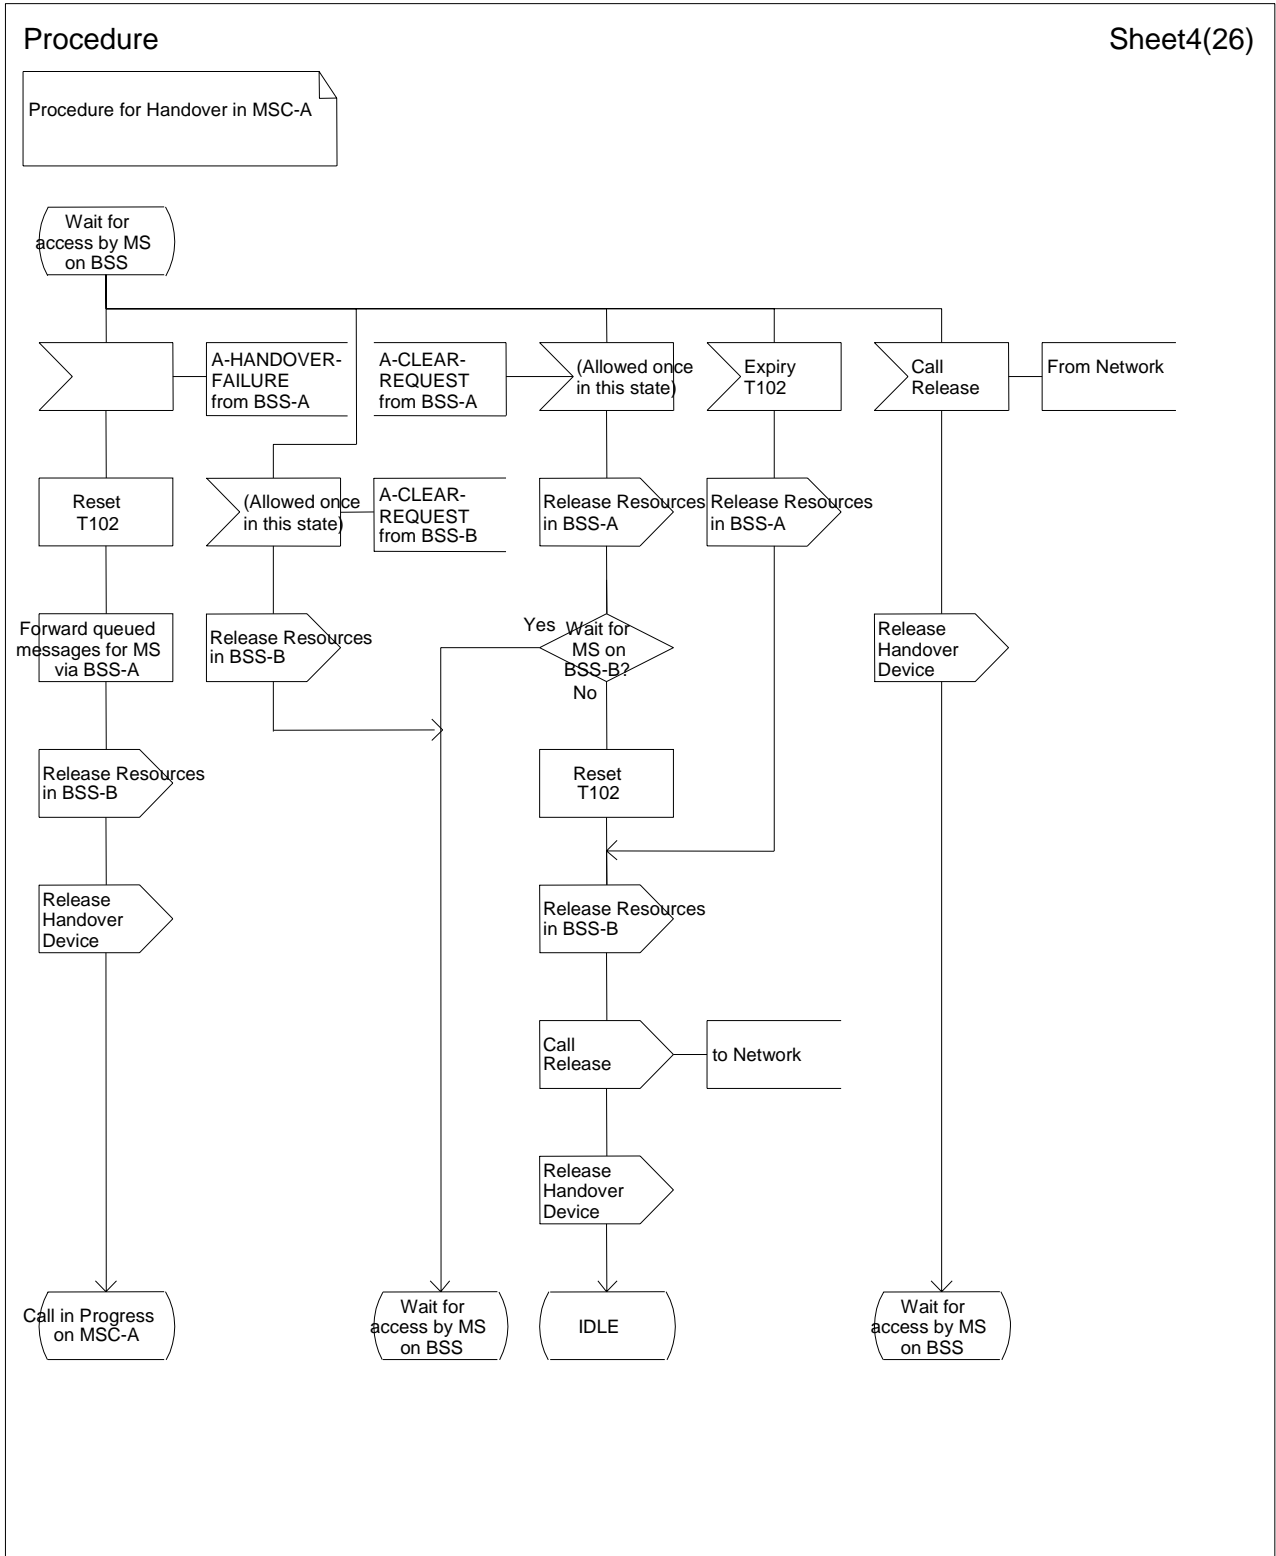 Procedure
Sheet4(26)
Procedure for Handover in MSC-A
Wait for
access by MS
on BSS
A-HANDOVER-
FAILURE
from BSS-A
A-CLEAR-
REQUEST
from BSS-A
(Allowed once
in this state)
Expiry
T102
Call
Release
From Network
Reset
T102
(Allowed once
in this state)
A-CLEAR-
REQUEST
from BSS-B
Release Resources
in BSS-A
Release Resources
in BSS-A
Forward queued
messages for MS
via BSS-A
Release Resources
in BSS-B
Yes
Wait for
MS on
BSS-B?
No
Release
Handover
Device
Release Resources
in BSS-B
Reset
T102
Release
Handover
Device
Release Resources
in BSS-B
Call
Release
to Network
Release
Handover
Device
Call in Progress
on MSC-A
Wait for
access by MS
on BSS
IDLE
Wait for
access by MS
on BSS